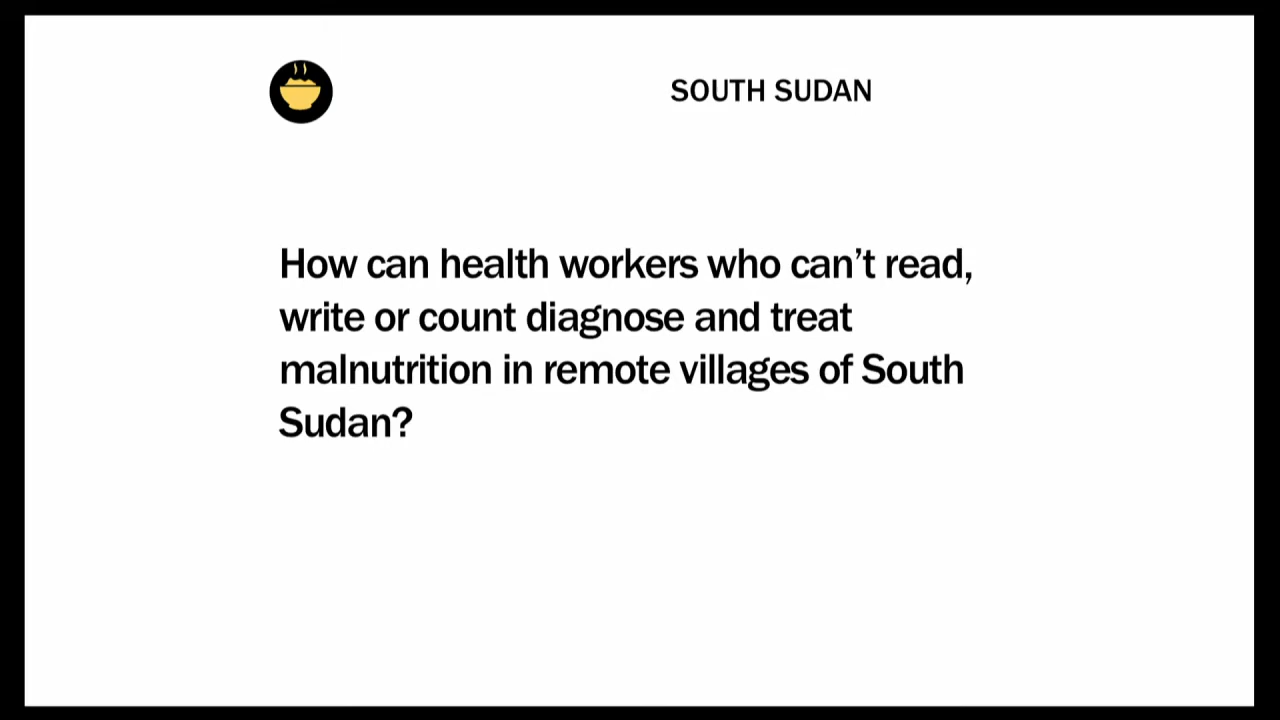 SOUTH SUDAN
How can health workers who can’t read,
write or count diagnose and treat
malnutrition in remote villages of South
Sudan?